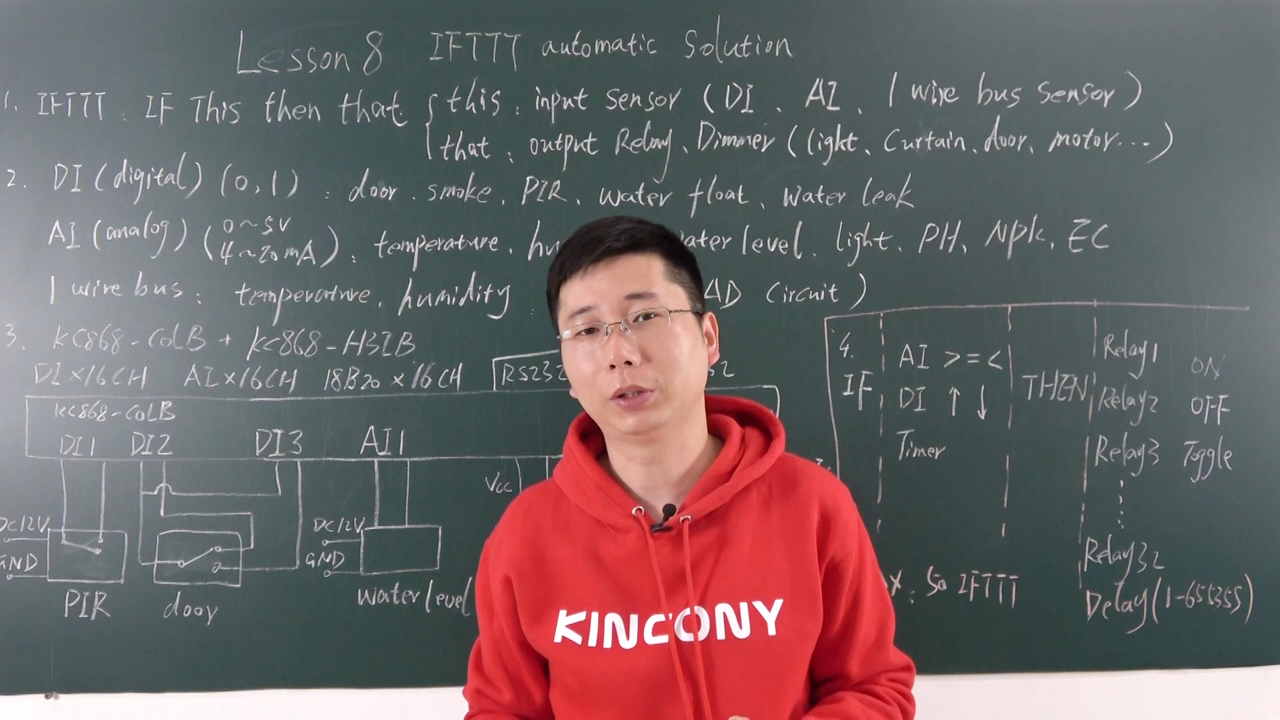 Lesson 8 IFTTT automatic Solution
1. IFTTT : IF This then that { this : input sensor ( DI 、 AI 、 1 wire bus sensor )
that : output Relay、Dimmer ( light、Curtain、door、motor... )
2. DI (digital) (0,1) : door、smoke、PIR、water float、water leak
AI (analog) ( 0~5V 4~20mA ) : temperature、hu ater level、light、PH、NPK、EC
1 wire bus : temperature、humidity AD Circuit )
3. KC868-COLB + KC868-H32B
DI×16CH AI×16CH 18B20×16CH RS232
KC868-COLB
DI1 DI2 DI3 AI1
VCC
DC12V
GND
PIR
door
DC12V
GND
water level
4.
IF
AI > = <
DI ↑ ↓
Timer
THEN
Relay1 ON
Relay2 OFF
Relay3 Toggle
Relay32
Delay(1-655355)
: So IFTTT
KINCONY